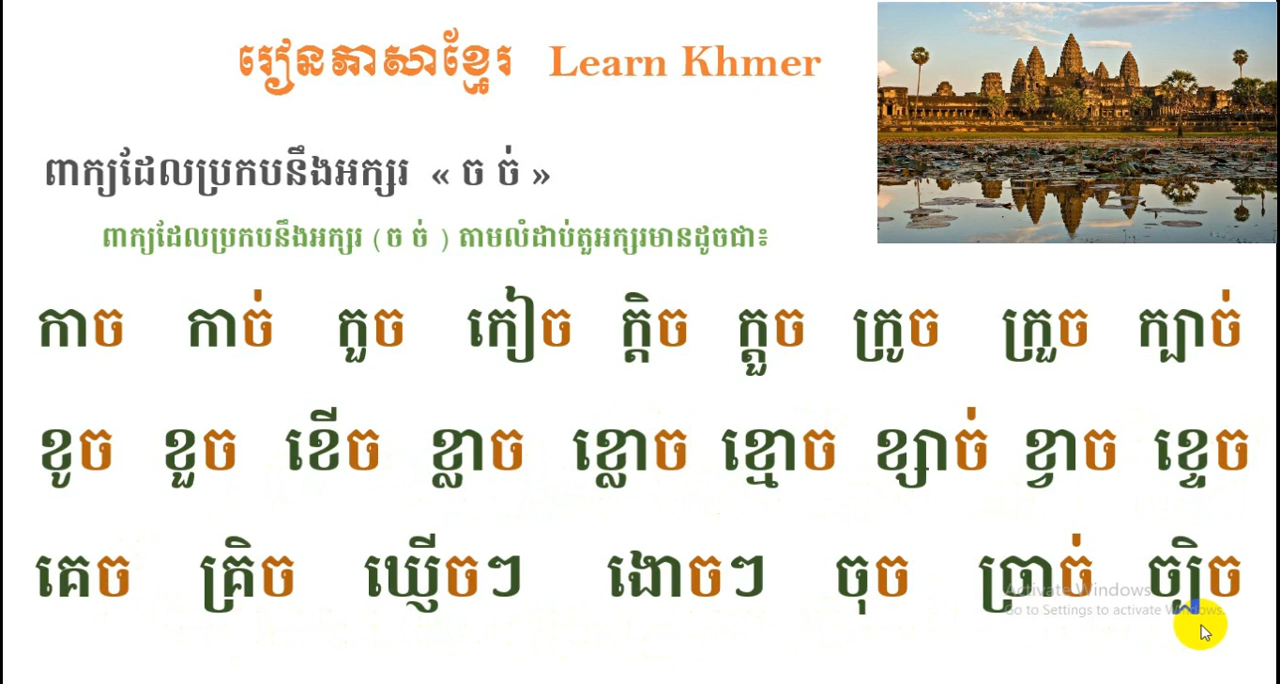 រៀនភាសាខ្មែរ Learn Khmer
ពាក្យដែលប្រកបនឹងអក្សរ « ច ច់ »
ពាក្យដែលប្រកបនឹងអក្សរ (ច ច់ ) តាមលំដាប់តួអក្សរមានដូចជា៖
កាច កាច់ កួច កៀច ក្ដិច ក្ដួច ក្រូច ក្រួច ក្បាច់
ខូច ខួច ខើច ខ្លាច ខ្លោច ខ្មោច ខ្សាច់ ខ្វាច ខ្ទេច
គេច គ្រិច ឃ្មើចៗ ងោចៗ ចុច ច្រាច់ ច្បិច
Activate Windows
Go to Settings to activate Windows.